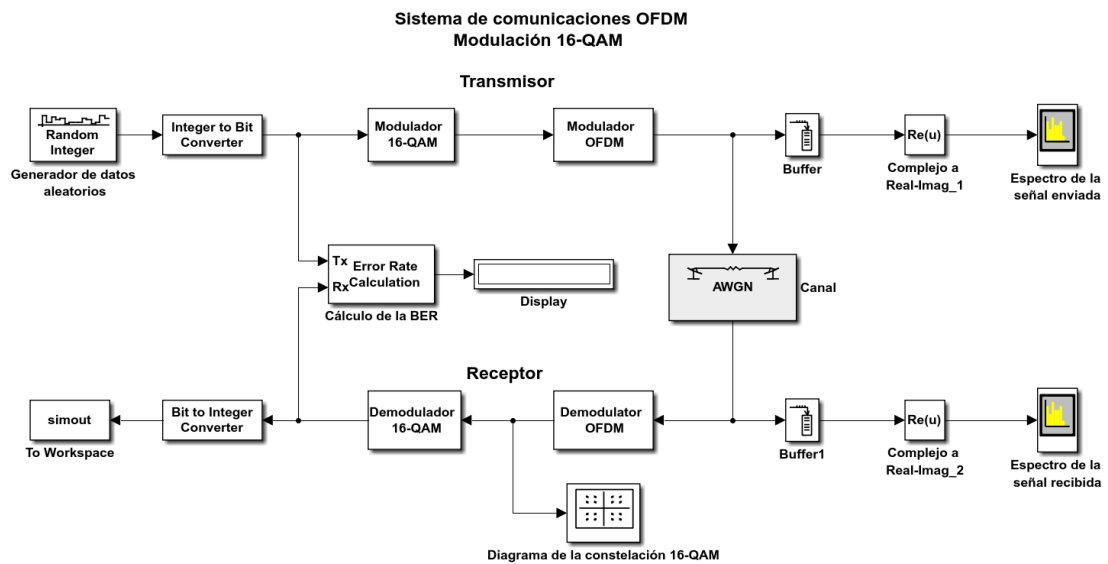 Sistema de comunicaciones OFDM
Modulación 16-QAM
Transmisor
Random
Integer
Generador de datos
aleatorios
Integer to Bit
Converter
Modulador
16-QAM
Modulador
OFDM
Buffer
Re(u)
Complejo a
Real-Imag_1
Espectro de la
señal enviada
Tx
Rx
Error Rate
Calculation
Cálculo de la BER
Display
AWGN
Canal
Receptor
simout
To Workspace
Bit to Integer
Converter
Demodulador
16-QAM
Demodulator
OFDM
Buffer1
Re(u)
Complejo a
Real-Imag_2
Espectro de la
señal recibida
Diagrama de la constelación 16-QAM